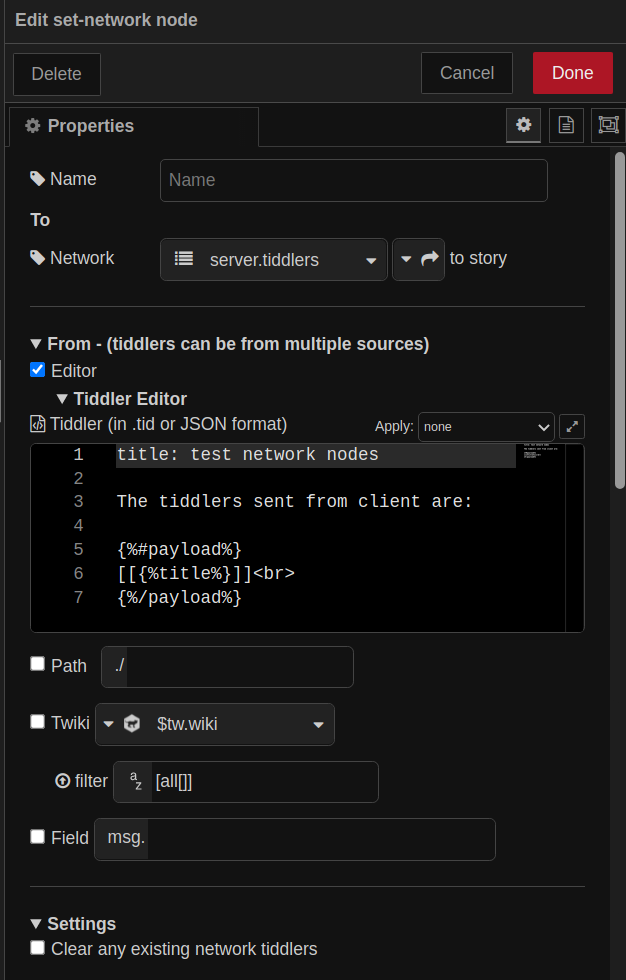 Edit set-network node
Delete Cancel Done
Properties
Name Name
To
Network server.tiddlers to story
From - (tiddlers can be from multiple sources)
Editor
Tiddler Editor
Tiddler (in .tid or JSON format) Apply: none
1 title: test network nodes
2
3 The tiddlers sent from client are:
4
5 {%#payload%}
6 [[{%title%}]]<br>
7 {%/payload%}
Path ./
Twiki $tw.wiki
filter az [all[]]
Field msg.
Settings
Clear any existing network tiddlers